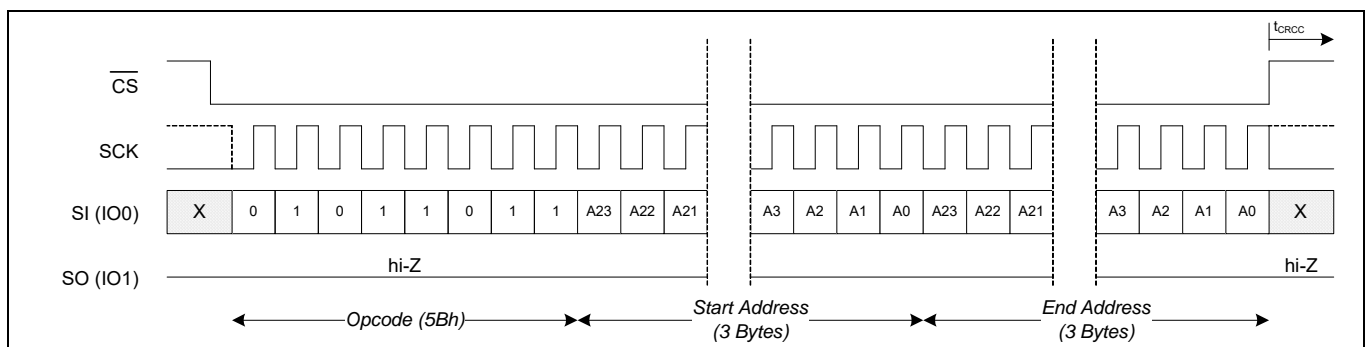 tCRCC
CS
SCK
SI (IO0) X 0 1 0 1 1 0 1 1 A23 A22 A21 A3 A2 A1 A0 A23 A22 A21 A3 A2 A1 A0 X
hi-Z hi-Z
SO (IO1)
Opcode (5Bh) Start Address End Address
(3 Bytes) (3 Bytes)